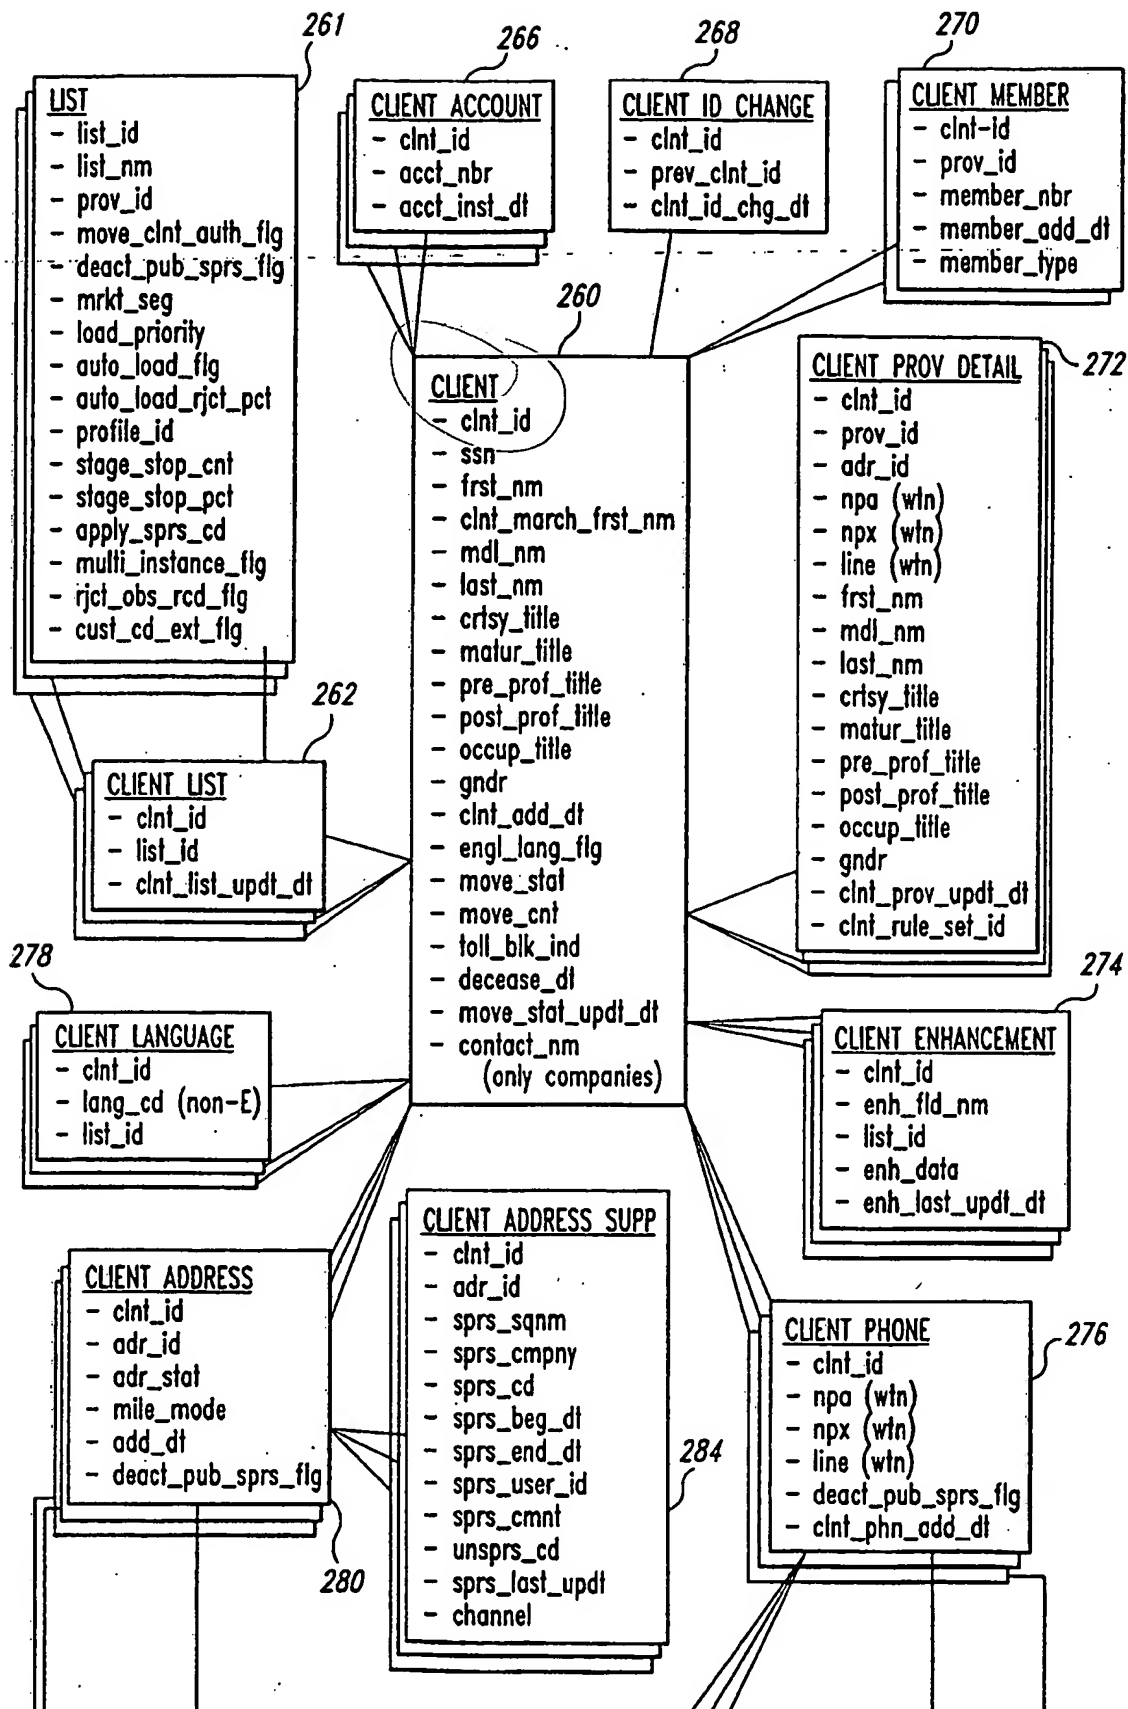 261
LIST
- list_id
- list_nm
- prov_id
- move_clnt_auth_flg
- deact_pub_sprs_flg
- mrkt_seg
- load_priority
- auto_load_flg
- auto_load_rjct_pct
- profile_id
- stage_stop_cnt
- stage_stop_pct
- apply_sprs_cd
- multi_instance_flg
- rjct_obs_rcd_flg
- cust_cd_ext_flg
266
CLIENT ACCOUNT
- clnt_id
- acct_nbr
- acct_inst_dt
268
CLIENT ID CHANGE
- clnt_id
- prev_clnt_id
- clnt_id_chg_dt
270
CLIENT MEMBER
- clnt-id
- prov_id
- member_nbr
- member_add_dt
- member_type
260
CLIENT
- clnt_id
- ssn
- frst_nm
- clnt_march_frst_nm
- mdl_nm
- last_nm
- crtsy_title
- matur_title
- pre_prof_title
- post_prof_title
- occup_title
- gndr
- clnt_add_dt
- engl_lang_flg
- move_stat
- move_cnt
- toll_blk_ind
- decease_dt
- move_stat_updt_dt
- contact_nm
(only companies)
272
CLIENT PROV DETAIL
- clnt_id
- prov_id
- adr_id
- npa (wtn)
- npx (wtn)
- line (wtn)
- frst_nm
- mdl_nm
- last_nm
- crtsy_title
- matur_title
- pre_prof_title
- post_prof_title
- occup_title
- gndr
- clnt_prov_updt_dt
- clnt_rule_set_id
262
CLIENT LIST
- clnt_id
- list_id
- clnt_list_updt_dt
278
CLIENT LANGUAGE
- clnt_id
- lang_cd (non-E)
- list_id
274
CLIENT ENHANCEMENT
- clnt_id
- enh_fld_nm
- list_id
- enh_data
- enh_last_updt_dt
CLIENT ADDRESS
- clnt_id
- adr_id
- adr_stat
- mile_mode
- add_dt
- deact_pub_sprs_flg
280
CLIENT ADDRESS SUPP
- clnt_id
- adr_id
- sprs_sqnm
- sprs_cmpny
- sprs_cd
- sprs_beg_dt
- sprs_end_dt
- sprs_user_id
- sprs_cmnt
- unsprs_cd
- sprs_last_updt
- channel
284
CLIENT PHONE
- clnt_id
- npa (wtn)
- npx (wtn)
- line (wtn)
- deact_pub_sprs_flg
- clnt_phn_add_dt
276